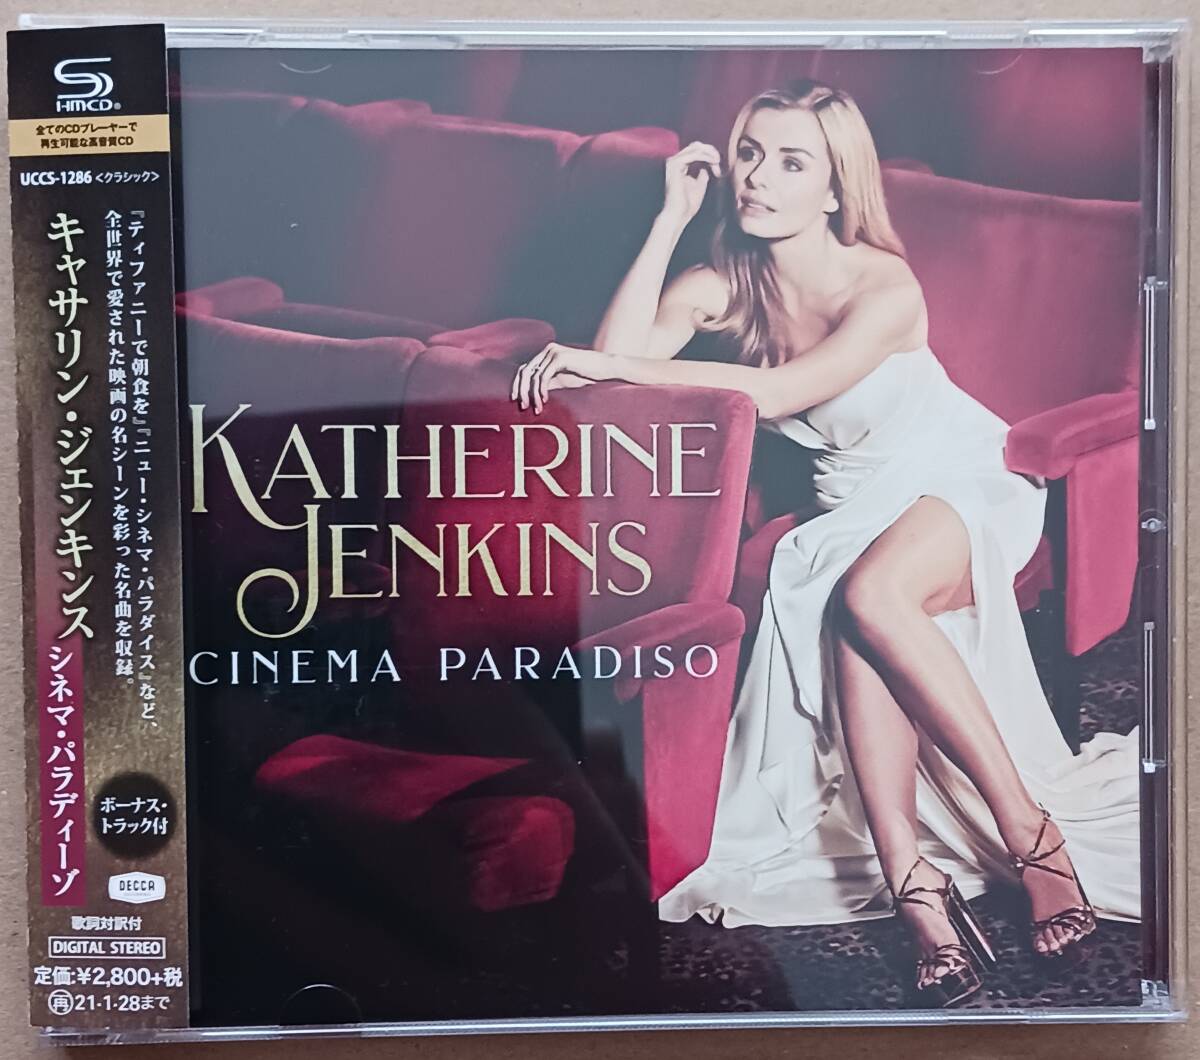 SHMCD®
全てのCDプレーヤーで
再生可能な高音質CD
UCCS-1286 <クラシック>
『ティファニーで朝食を』『ニュー・シネマ・パラダイス』など、
全世界で愛された映画の名シーンを彩った名曲を収録。
キャサリン・ジェンキンス
シネマ・パラディーゾ
ボーナス・
トラック付
DECCA
歌詞対訳付
DIGITAL STEREO
定価:¥2,800+税
再21・1・28まで
KATHERINE
JENKINS
CINEMA PARADISO